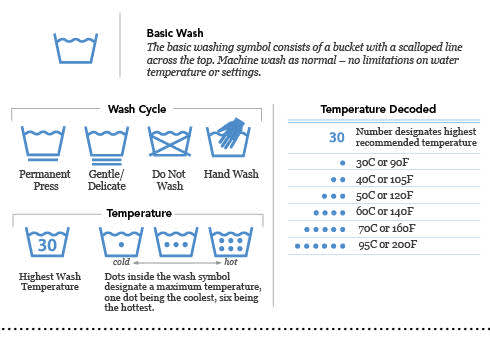 Basic Wash
The basic washing symbol consists of a bucket with a scalloped line
across the top. Machine wash as normal – no limitations on water
temperature or settings.
Wash Cycle
Permanent
Press
Gentle/
Delicate
Do Not
Wash
Hand Wash
Temperature
30
Highest Wash
Temperature
cold
hot
Dots inside the wash symbol
designate a maximum temperature,
one dot being the coolest, six being
the hottest.
Temperature Decoded
30 Number designates highest
recommended temperature
30C or 90F
40C or 105F
50C or 120F
60C or 140F
70C or 160F
95C or 200F